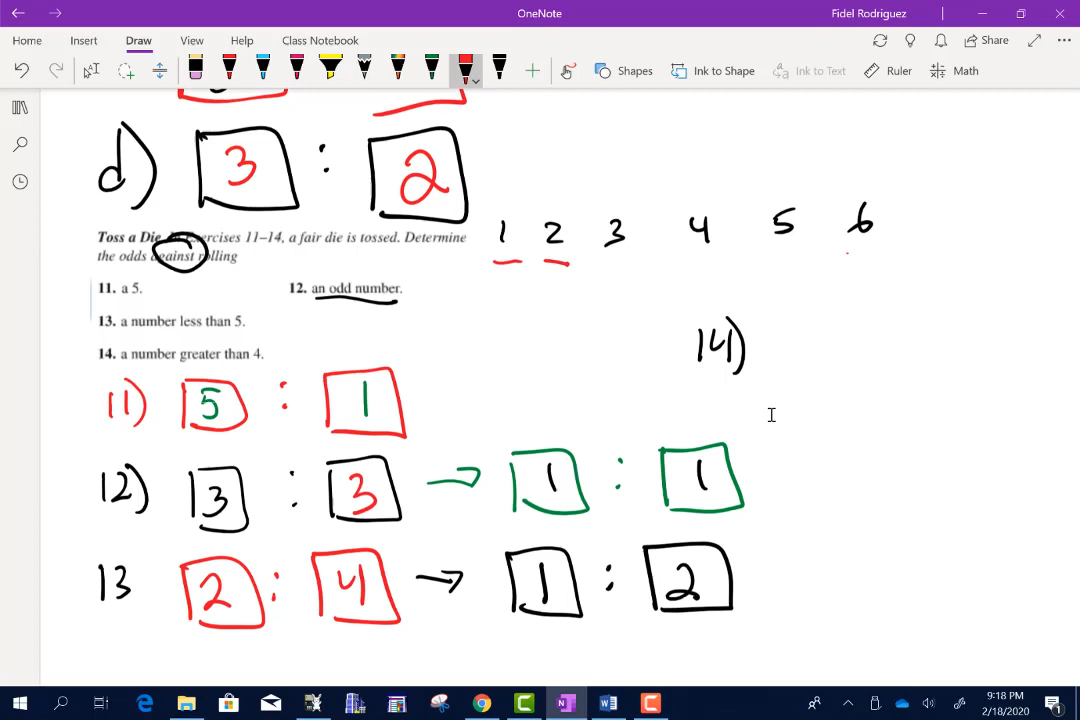 OneNote
Fidel Rodriguez
Home Insert Draw View Help Class Notebook
Share
Shapes Ink to Shape Ink to Text Ruler Math
d) 3 : 2
Exercises 11–14, a fair die is tossed. Determine
Toss a Die
the odds against rolling
1 2 3 4 5 6
11. a 5. 12. an odd number.
13. a number less than 5.
14. a number greater than 4.
14)
11) 5 : 1
12) 3 : 3 → 1 : 1
13 2 : 4 → 1 : 2
9:18 PM
2/18/2020